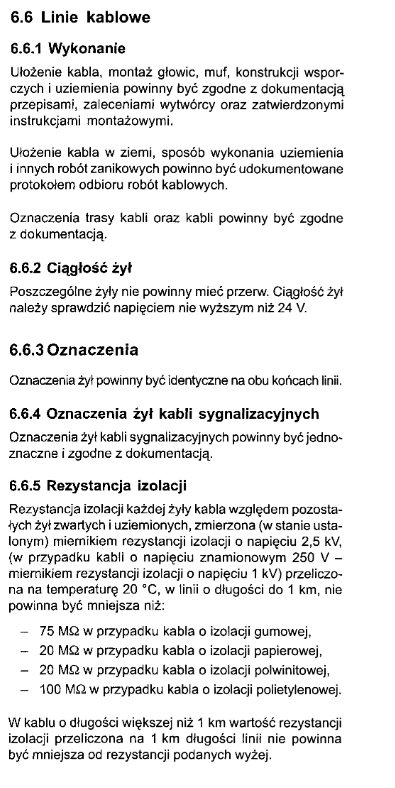 6.6 Linie kablowe
6.6.1 Wykonanie
Ułożenie kabla, montaż głowic, muf, konstrukcji wspor-
czych i uziemienia powinny być zgodne z dokumentacją
przepisami, zaleceniami wytwórcy oraz zatwierdzonymi
instrukcjami montażowymi.
Ułożenie kabla w ziemi, sposób wykonania uziemienia
i innych robót zanikowych powinno być udokumentowane
protokołem odbioru robót kablowych.
Oznaczenia trasy kabli oraz kabli powinny być zgodne
z dokumentacją.
6.6.2 Ciągłość żył
Poszczególne żyły nie powinny mieć przerw. Ciągłość żył
należy sprawdzić napięciem nie wyższym niż 24 V.
6.6.3 Oznaczenia
Oznaczenia żył powinny być identyczne na obu końcach linii.
6.6.4 Oznaczenia żył kabli sygnalizacyjnych
Oznaczenia żył kabli sygnalizacyjnych powinny być jedno-
znaczne i zgodne z dokumentacją.
6.6.5 Rezystancja izolacji
Rezystancja izolacji każdej żyły kabla względem pozosta-
łych żył zwartych i uziemionych, zmierzona (w stanie usta-
lonym) miernikiem rezystancji izolacji o napięciu 2,5 kV,
(w przypadku kabli o napięciu znamionowym 250 V –
miernikiem rezystancji izolacji o napięciu 1 kV) przeliczo-
na na temperaturę 20 °C, w linii o długości do 1 km, nie
powinna być mniejsza niż:
– 75 MΩ w przypadku kabla o izolacji gumowej,
– 20 MΩ w przypadku kabla o izolacji papierowej,
– 20 MΩ w przypadku kabla o izolacji polwinitowej,
– 100 MΩ w przypadku kabla o izolacji polietylenowej.
W kablu o długości większej niż 1 km wartość rezystancji
izolacji przeliczona na 1 km długości linii nie powinna
być mniejsza od rezystancji podanych wyżej.